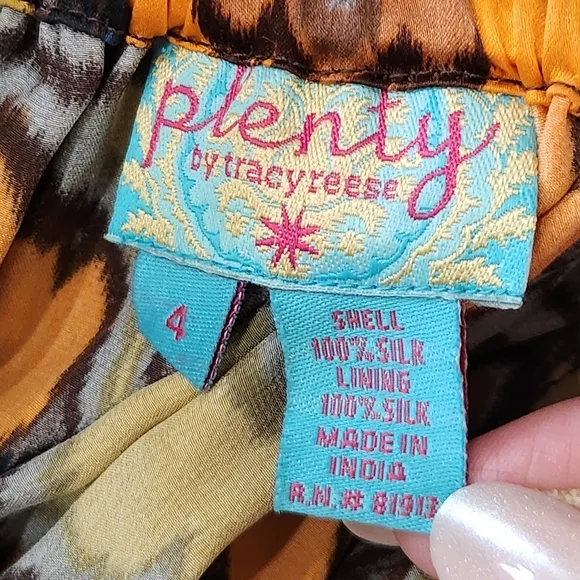 plenty
by tracy reese
4
SHELL
100% SILK
LINING
100% SILK
MADE IN
INDIA
R.N.# 81913